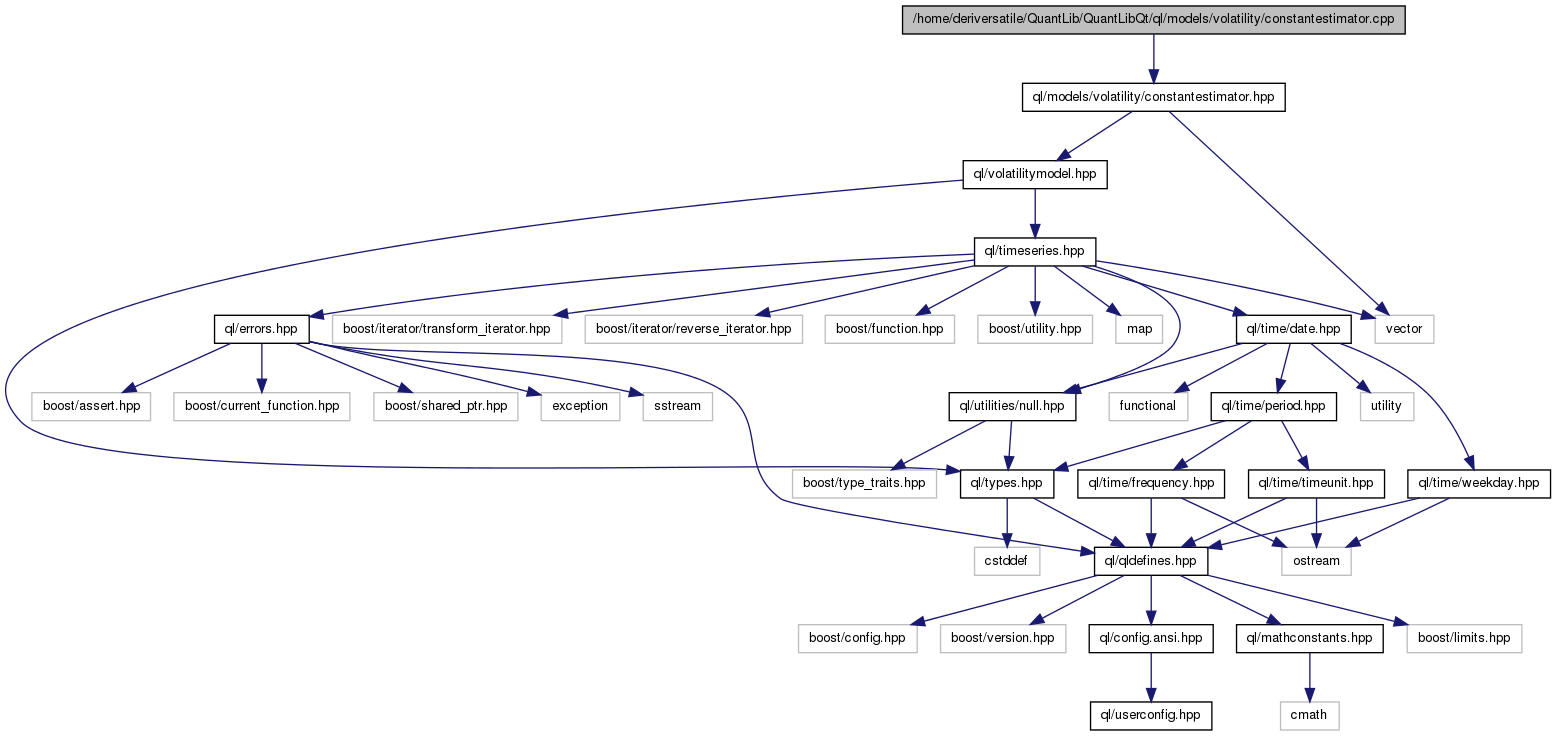 /home/deriversatile/QuantLib/QuantLibQt/ql/models/volatility/constantestimator.cpp
ql/models/volatility/constantestimator.hpp
ql/volatilitymodel.hpp
ql/timeseries.hpp
ql/errors.hpp
boost/iterator/transform_iterator.hpp
boost/iterator/reverse_iterator.hpp
boost/function.hpp
boost/utility.hpp
map
ql/time/date.hpp
vector
boost/assert.hpp
boost/current_function.hpp
boost/shared_ptr.hpp
exception
sstream
ql/utilities/null.hpp
functional
ql/time/period.hpp
utility
boost/type_traits.hpp
ql/types.hpp
ql/time/frequency.hpp
ql/time/timeunit.hpp
ql/time/weekday.hpp
cstddef
ql/qldefines.hpp
ostream
boost/config.hpp
boost/version.hpp
ql/config.ansi.hpp
ql/mathconstants.hpp
boost/limits.hpp
ql/userconfig.hpp
cmath